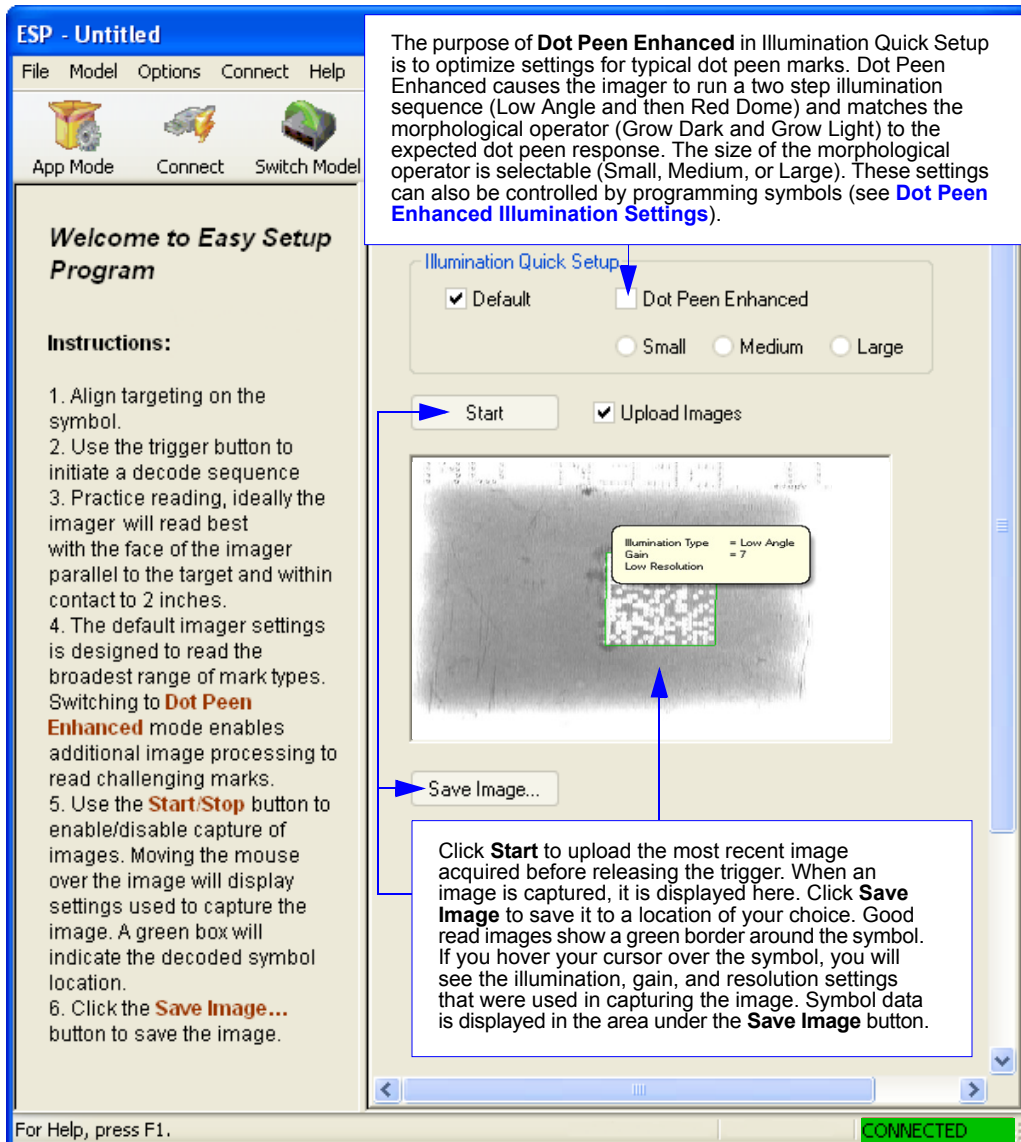 ESP - Untitled
File Model Options Connect Help
App Mode Connect Switch Model
The purpose of Dot Peen Enhanced in Illumination Quick Setup
is to optimize settings for typical dot peen marks. Dot Peen
Enhanced causes the imager to run a two step illumination
sequence (Low Angle and then Red Dome) and matches the
morphological operator (Grow Dark and Grow Light) to the
expected dot peen response. The size of the morphological
operator is selectable (Small, Medium, or Large). These settings
can also be controlled by programming symbols (see Dot Peen
Enhanced Illumination Settings).
Welcome to Easy Setup
Program
Instructions:
1. Align targeting on the
symbol.
2. Use the trigger button to
initiate a decode sequence
3. Practice reading, ideally the
imager will read best
with the face of the imager
parallel to the target and within
contact to 2 inches.
4. The default imager settings
is designed to read the
broadest range of mark types.
Switching to Dot Peen
Enhanced mode enables
additional image processing to
read challenging marks.
5. Use the Start/Stop button to
enable/disable capture of
images. Moving the mouse
over the image will display
settings used to capture the
image. A green box will
indicate the decoded symbol
location.
6. Click the Save Image...
button to save the image.
Illumination Quick Setup
Default Dot Peen Enhanced
Small Medium Large
Start Upload Images
Illumination Type = Low Angle
Gain = 7
Low Resolution
Save Image...
Click Start to upload the most recent image
acquired before releasing the trigger. When an
image is captured, it is displayed here. Click Save
Image to save it to a location of your choice. Good
read images show a green border around the symbol.
If you hover your cursor over the symbol, you will
see the illumination, gain, and resolution settings
that were used in capturing the image. Symbol data
is displayed in the area under the Save Image button.
For Help, press F1. CONNECTED